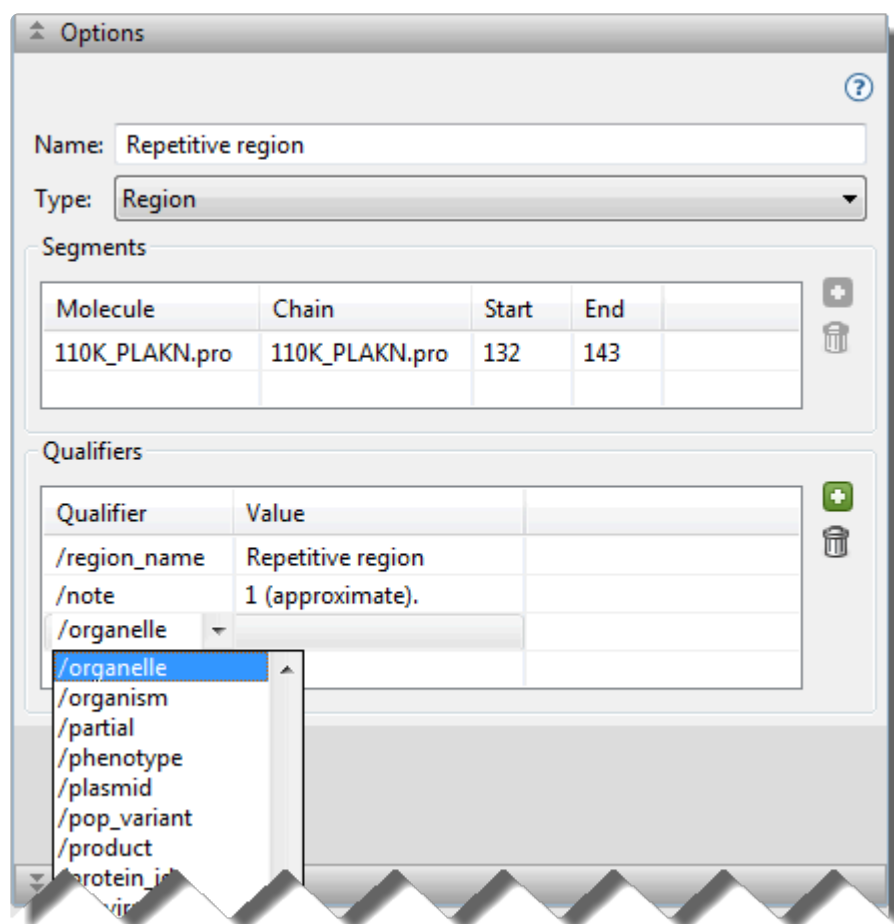 Options
Name: Repetitive region
Type: Region
Segments
Molecule Chain Start End
110K_PLAKN.pro 110K_PLAKN.pro 132 143
Qualifiers
Qualifier Value
/region_name Repetitive region
/note 1 (approximate).
/organelle
/organelle
/organism
/partial
/phenotype
/plasmid
/pop_variant
/product